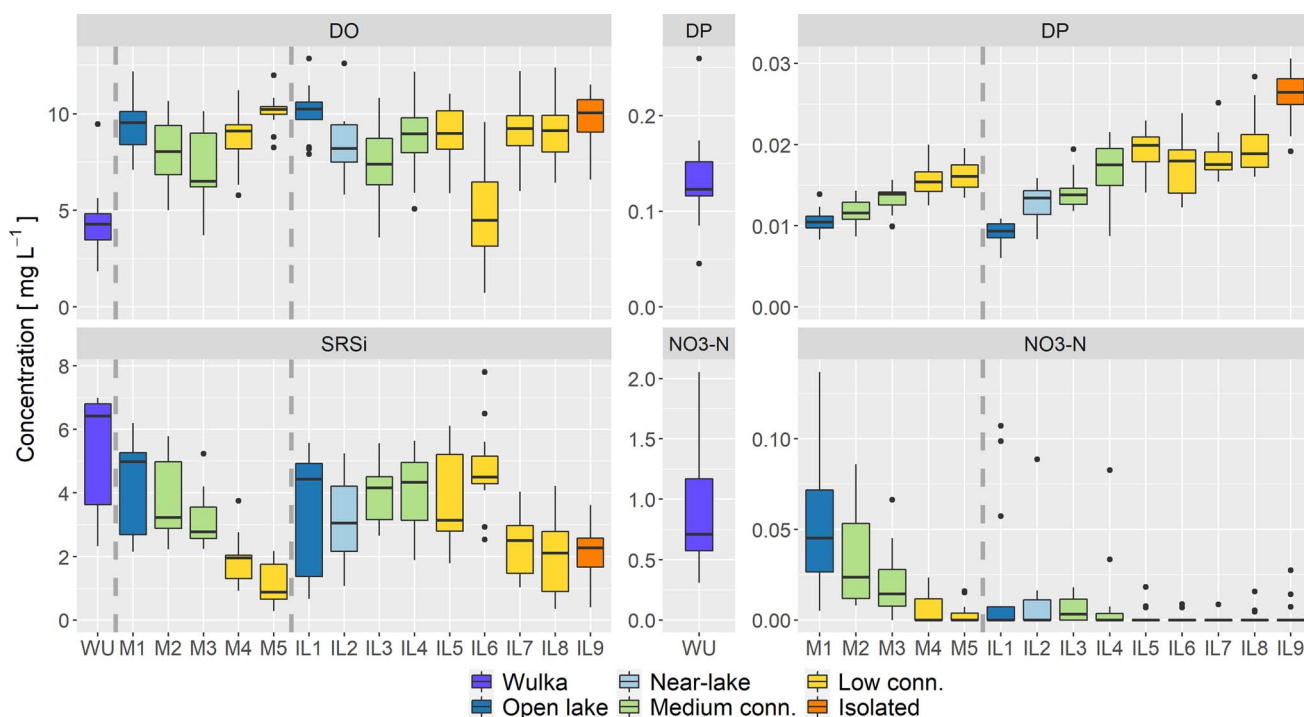 DO
DP
DP
10
5
0
0.2
0.1
0.0
0.03
0.02
0.01
0.00
Concentration [ mg L⁻¹ ]
SRSi
NO3-N
NO3-N
8
6
4
2
0
2.0
1.5
1.0
0.5
0.0
0.10
0.05
0.00
WU M1 M2 M3 M4 M5 IL1 IL2 IL3 IL4 IL5 IL6 IL7 IL8 IL9
WU
M1 M2 M3 M4 M5 IL1 IL2 IL3 IL4 IL5 IL6 IL7 IL8 IL9
Wulka Near-lake Low conn.
Open lake Medium conn. Isolated